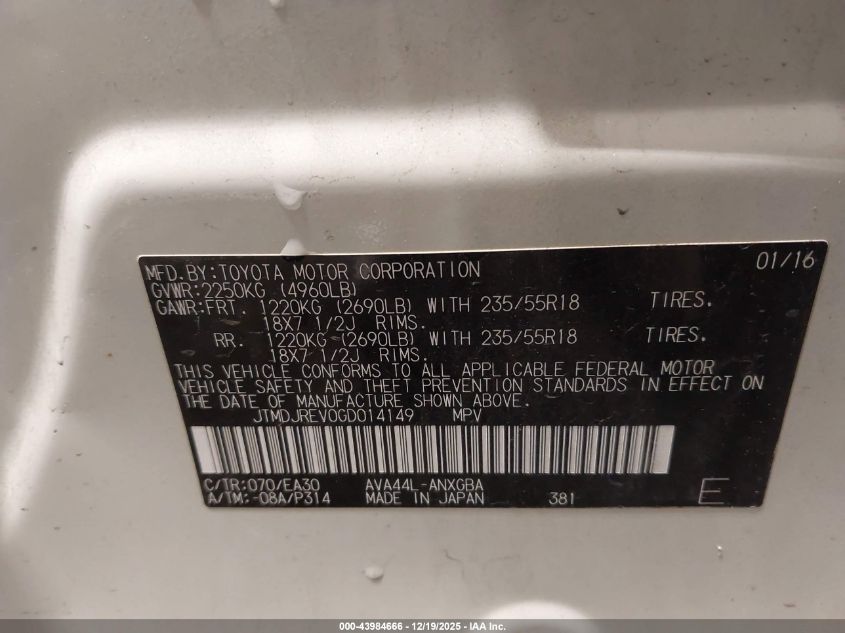 MFD.BY:TOYOTA MOTOR CORPORATION 01/16
GVWR:2250KG (4960LB)
GAWR:FRT. 1220KG (2690LB) WITH 235/55R18 TIRES.
18X7 1/2J RIMS.
RR. 1220KG (2690LB) WITH 235/55R18 TIRES.
18X7 1/2J RIMS.
THIS VEHICLE CONFORMS TO ALL APPLICABLE FEDERAL MOTOR
VEHICLE SAFETY AND THEFT PREVENTION STANDARDS IN EFFECT ON
THE DATE OF MANUFACTURE SHOWN ABOVE.
JTMDJREV0GD014149 MPV
C/TR:070/EA30 AVA44L-ANXGBA
A/TM:-08A/P314 MADE IN JAPAN 381 E
000-43984666 - 12/19/2025 - IAA Inc.